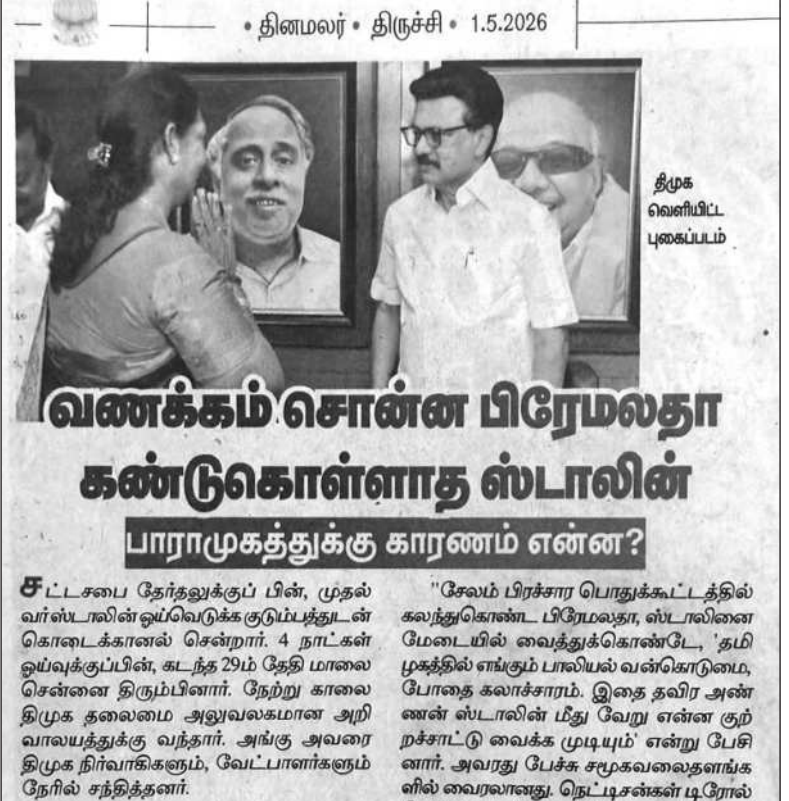 • தினமலர் • திருச்சி • 1.5.2026
திமுக
வெளியிட்ட
புகைப்படம்
வணக்கம் சொன்ன பிரேமலதா
கண்டுகொள்ளாத ஸ்டாலின்
பாராமுகத்துக்கு காரணம் என்ன?
சட்டசபை தேர்தலுக்குப் பின், முதல்
வர்ஸ்டாலின் ஓய்வெடுக்க குடும்பத்துடன்
கொடைக்கானல் சென்றார். 4 நாட்கள்
ஓய்வுக்குப்பின், கடந்த 29ம் தேதி மாலை
சென்னை திரும்பினார். நேற்று காலை
திமுக தலைமை அலுவலகமான அறி
வாலயத்துக்கு வந்தார். அங்கு அவரை
திமுக நிர்வாகிகளும், வேட்பாளர்களும்
நேரில் சந்தித்தனர்.
"சேலம் பிரச்சார பொதுக்கூட்டத்தில்
கலந்துகொண்ட பிரேமலதா, ஸ்டாலினை
மேடையில் வைத்துக்கொண்டே, 'தமி
ழகத்தில் எங்கும் பாலியல் வன்கொடுமை,
போதை கலாச்சாரம். இதை தவிர அண்
ணன் ஸ்டாலின் மீது வேறு என்ன குற்
றச்சாட்டு வைக்க முடியும்' என்று பேசி
னார். அவரது பேச்சு சமூகவலைதளங்க
ளில் வைரலானது. நெட்டிசன்கள் டிரோல்